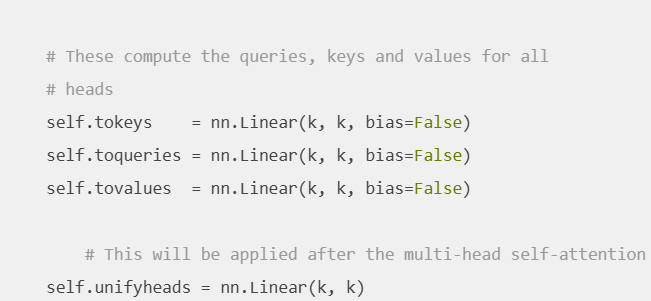 # These compute the queries, keys and values for all
# heads
self.tokeys    = nn.Linear(k, k, bias=False)
self.toqueries = nn.Linear(k, k, bias=False)
self.tovalues  = nn.Linear(k, k, bias=False)
    # This will be applied after the multi-head self-attention
self.unifyheads = nn.Linear(k, k)